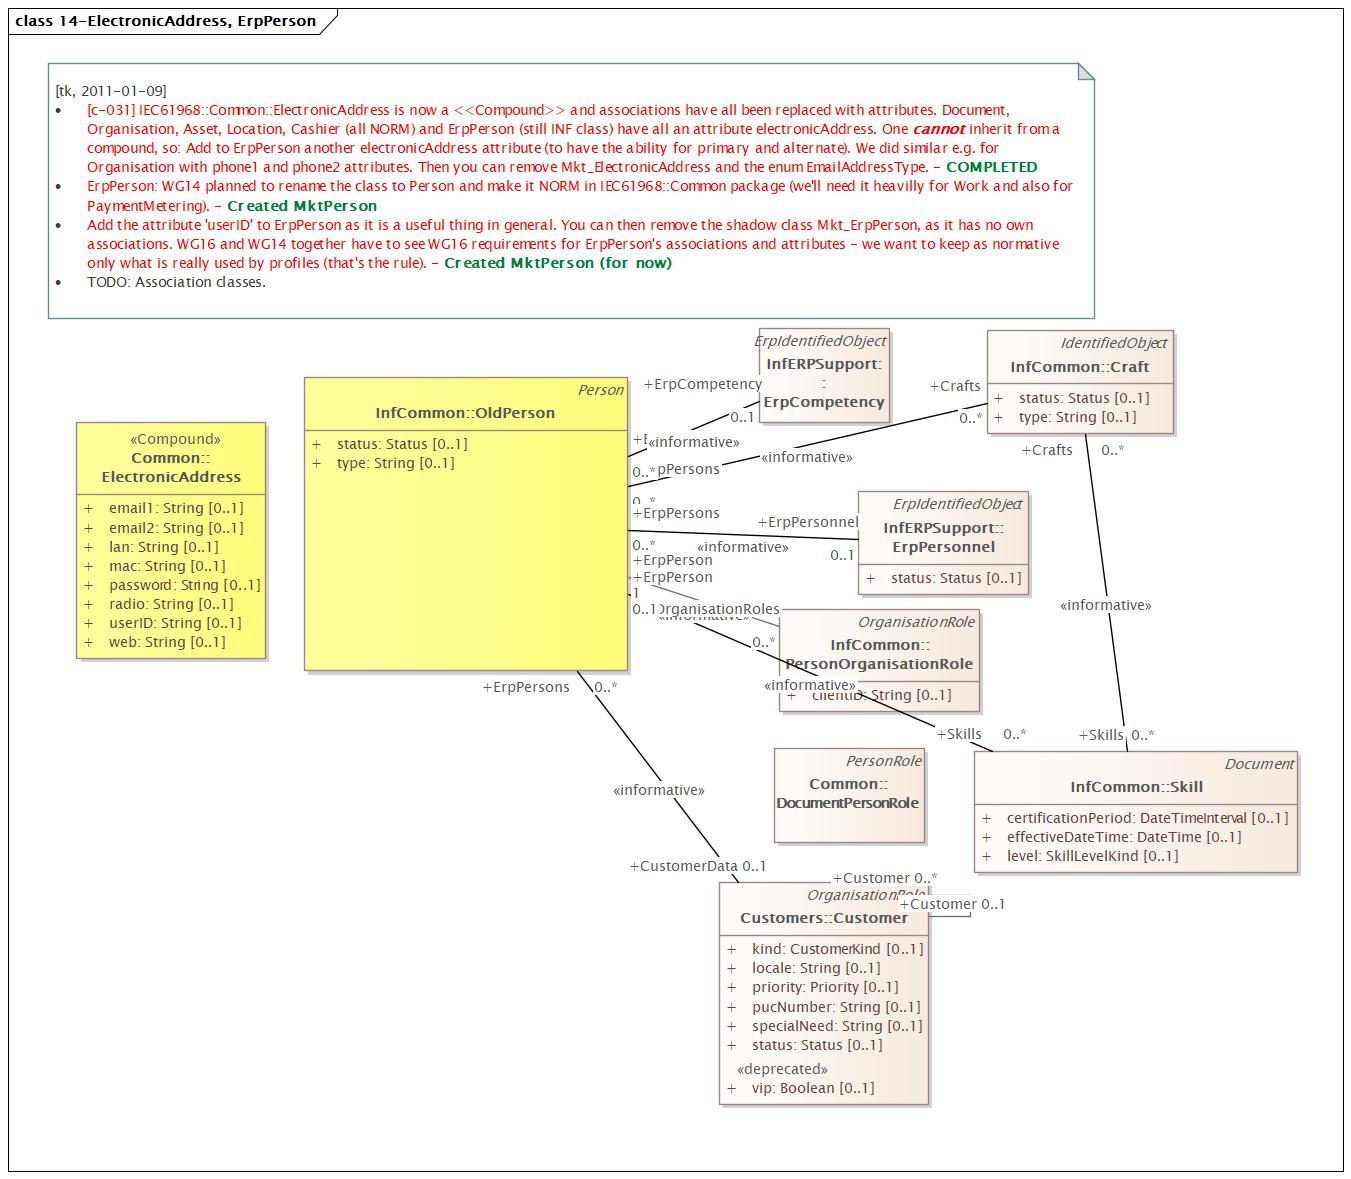 class 14-ElectronicAddress, ErpPerson
[tk, 2011-01-09]
• [c-031] IEC61968::Common::ElectronicAddress is now a <<Compound>> and associations have all been replaced with attributes. Document,
Organisation, Asset, Location, Cashier (all NORM) and ErpPerson (still INF class) have all an attribute electronicAddress. One cannot inherit from a
compound, so: Add to ErpPerson another electronicAddress attribute (to have the ability for primary and alternate). We did similar e.g. for
Organisation with phone1 and phone2 attributes. Then you can remove Mkt_ElectronicAddress and the enum EmailAddressType. - COMPLETED
• ErpPerson: WG14 planned to rename the class to Person and make it NORM in IEC61968::Common package (we'll need it heavilly for Work and also for
PaymentMetering). - Created MktPerson
• Add the attribute 'userID' to ErpPerson as it is a useful thing in general. You can then remove the shadow class Mkt_ErpPerson, as it has no own
associations. WG16 and WG14 together have to see WG16 requirements for ErpPerson's associations and attributes - we want to keep as normative
only what is really used by profiles (that's the rule). - Created MktPerson (for now)
• TODO: Association classes.
«Compound»
Common::
ElectronicAddress
+ email1: String [0..1]
+ email2: String [0..1]
+ lan: String [0..1]
+ mac: String [0..1]
+ password: String [0..1]
+ radio: String [0..1]
+ userID: String [0..1]
+ web: String [0..1]
Person
InfCommon::OldPerson
+ status: Status [0..1]
+ type: String [0..1]
ErpIdentifiedObject
InfERPSupport:
:
ErpCompetency
+ErpCompetency
0..1
«informative»
0..*
IdentifiedObject
InfCommon::Craft
+ status: Status [0..1]
+ type: String [0..1]
+Crafts
0..*
«informative»
pPersons
0..*
+Crafts 0..*
«informative»
+Skills 0..*
ErpIdentifiedObject
InfERPSupport::
ErpPersonnel
+ status: Status [0..1]
+ErpPersons
0..*
«informative»
+ErpPersonnel
0..1
+ErpPerson
+ErpPerson
1
0..1
OrganisationRoles
«informative»
0..*
OrganisationRole
InfCommon::
PersonOrganisationRole
+ clientID: String [0..1]
«informative»
+Skills 0..*
PersonRole
Common::
DocumentPersonRole
Document
InfCommon::Skill
+ certificationPeriod: DateTimeInterval [0..1]
+ effectiveDateTime: DateTime [0..1]
+ level: SkillLevelKind [0..1]
+ErpPersons 0..*
«informative»
+CustomerData 0..1
+Customer 0..*
+Customer 0..1
OrganisationRole
Customers::Customer
+ kind: CustomerKind [0..1]
+ locale: String [0..1]
+ priority: Priority [0..1]
+ pucNumber: String [0..1]
+ specialNeed: String [0..1]
+ status: Status [0..1]
«deprecated»
+ vip: Boolean [0..1]